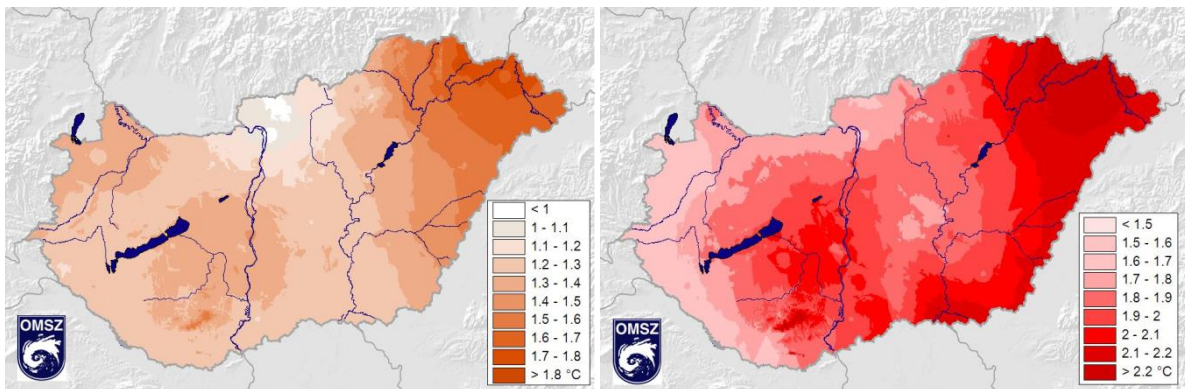 OMSZ
< 1
1 - 1.1
1.1 - 1.2
1.2 - 1.3
1.3 - 1.4
1.4 - 1.5
1.5 - 1.6
1.6 - 1.7
1.7 - 1.8
> 1.8 °C
OMSZ
< 1.5
1.5 - 1.6
1.6 - 1.7
1.7 - 1.8
1.8 - 1.9
1.9 - 2
2 - 2.1
2.1 - 2.2
> 2.2 °C